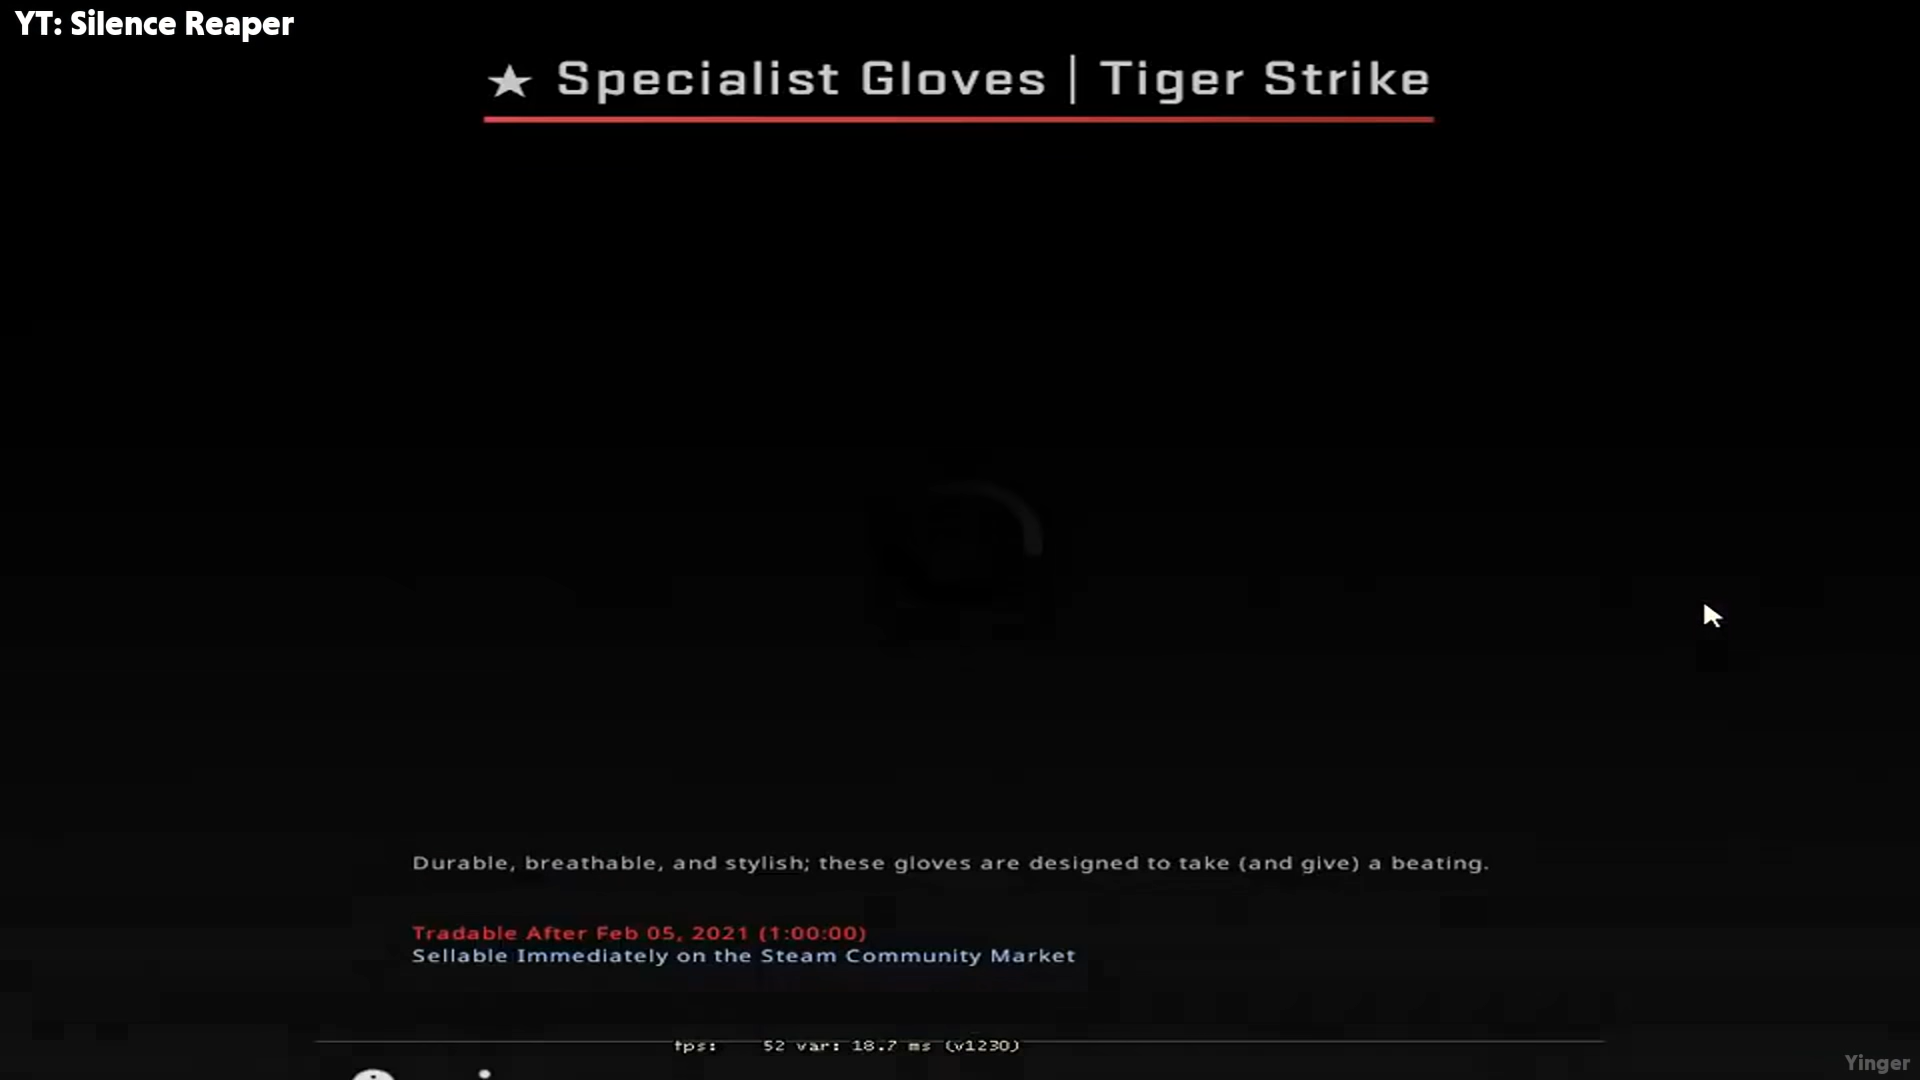 YT: Silence Reaper
★ Specialist Gloves | Tiger Strike
Durable, breathable, and stylish; these gloves are designed to take (and give) a beating.
Tradable After Feb 05, 2021 (1:00:00)
Sellable Immediately on the Steam Community Market
fps: 52 var: 18.7 ms (v1230)
Yinger